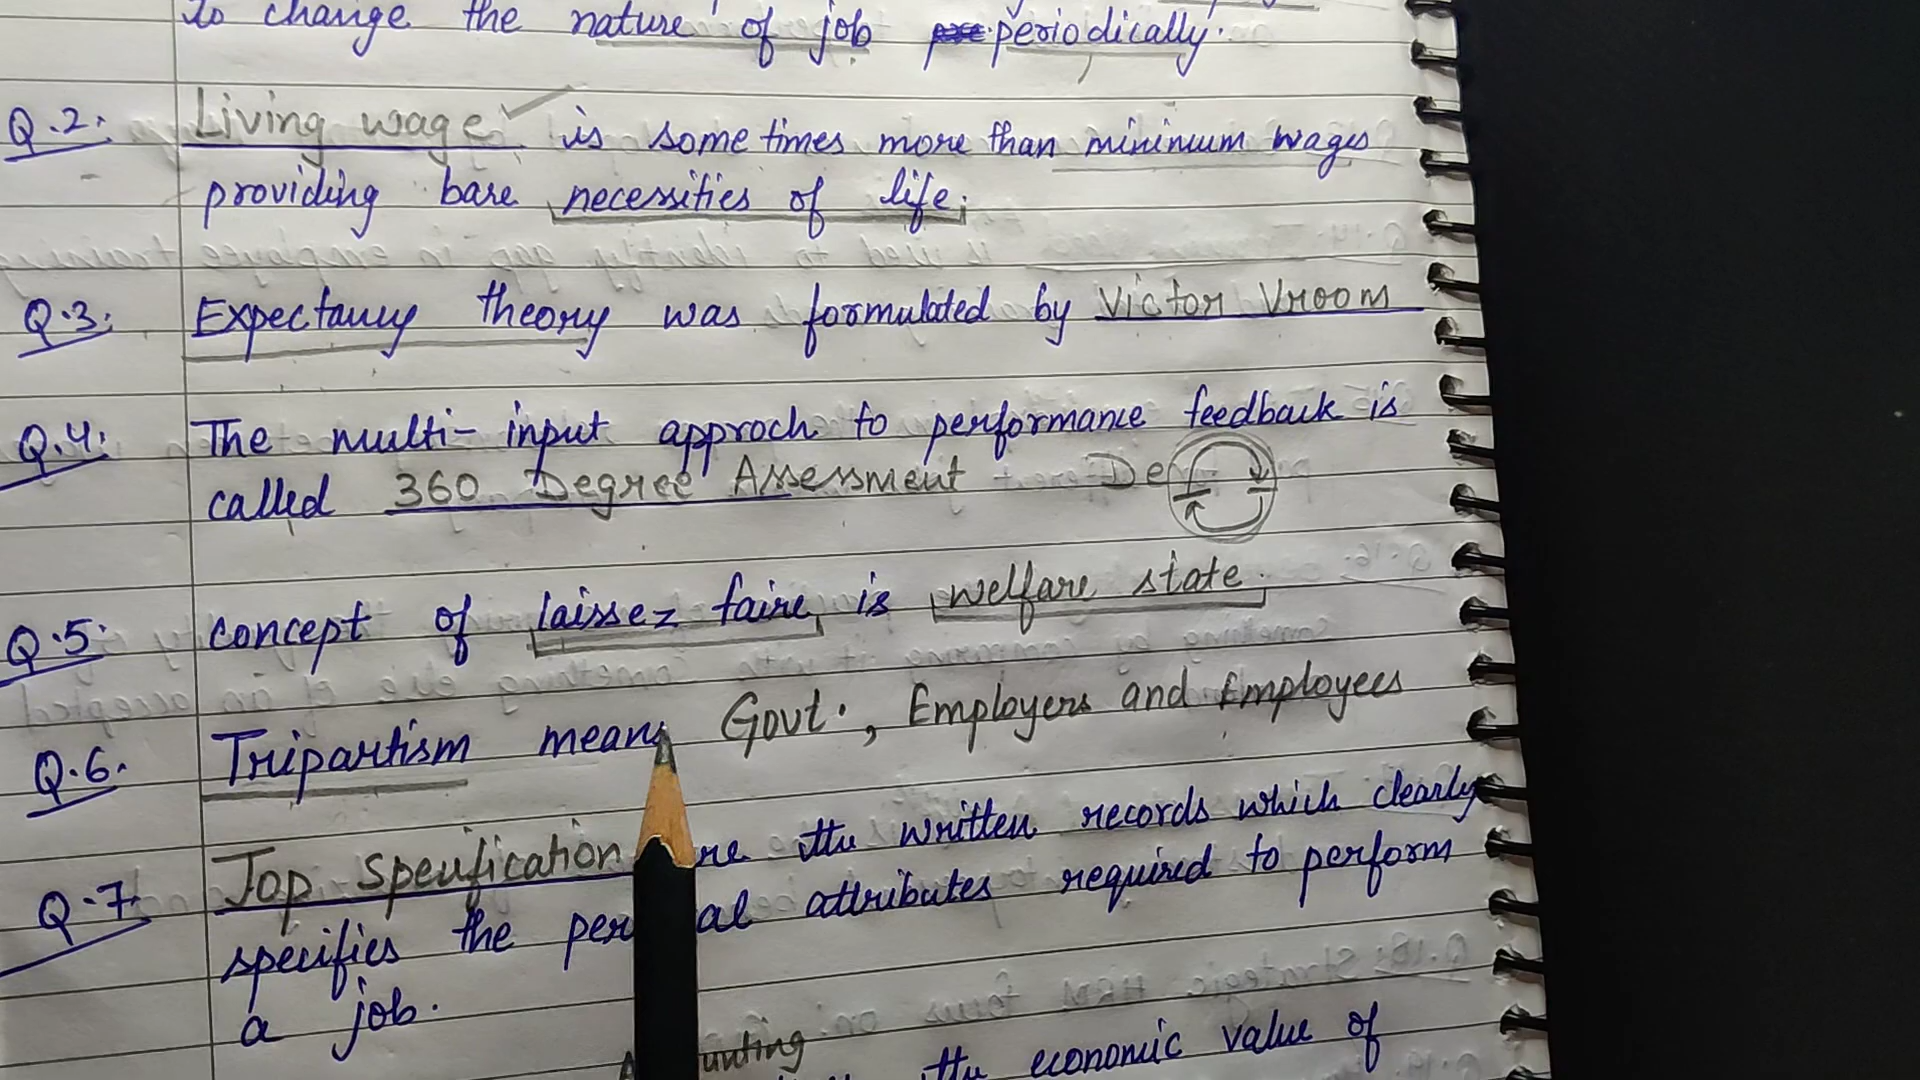 to change the nature of job periodically.
Q.2. Living wage is some times more than minimum wages
providing bare necessities of life.
Q.3. Expectancy theory was formulated by Victor Vroom
Q.4. The multi-input approch to performance feedback is
called 360 Degree Assessment De
Q.5. concept of laissez faire is welfare state.
Q.6. Tripartism means Govt., Employers and Employees
Q.7. Jop Specification the written records which clearly
specifies the attributes required to perform
a job.
the economic value of